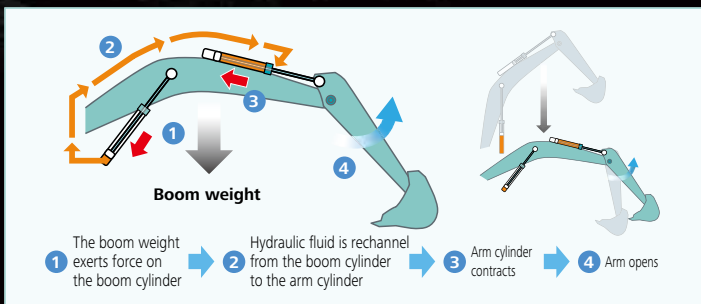 2
3
1
4
Boom weight
1 The boom weight
exerts force on
the boom cylinder
2 Hydraulic fluid is rechannel
from the boom cylinder
to the arm cylinder
3 Arm cylinder
contracts
4 Arm opens